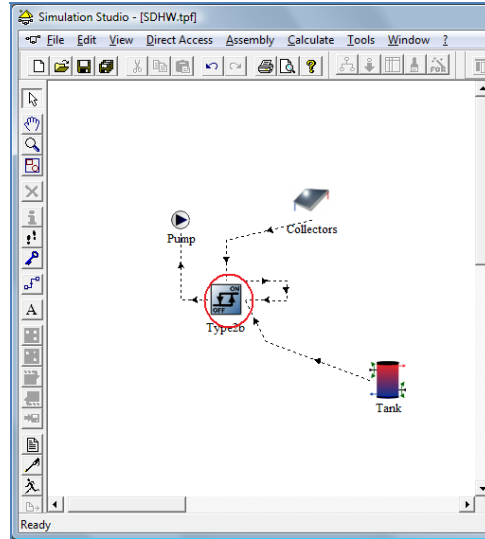 Simulation Studio - [SDHW.tpf]
File Edit View Direct Access Assembly Calculate Tools Window ?
FOR
A
Collectors
Pump
ON
OFF
Type2b
Tank
Ready